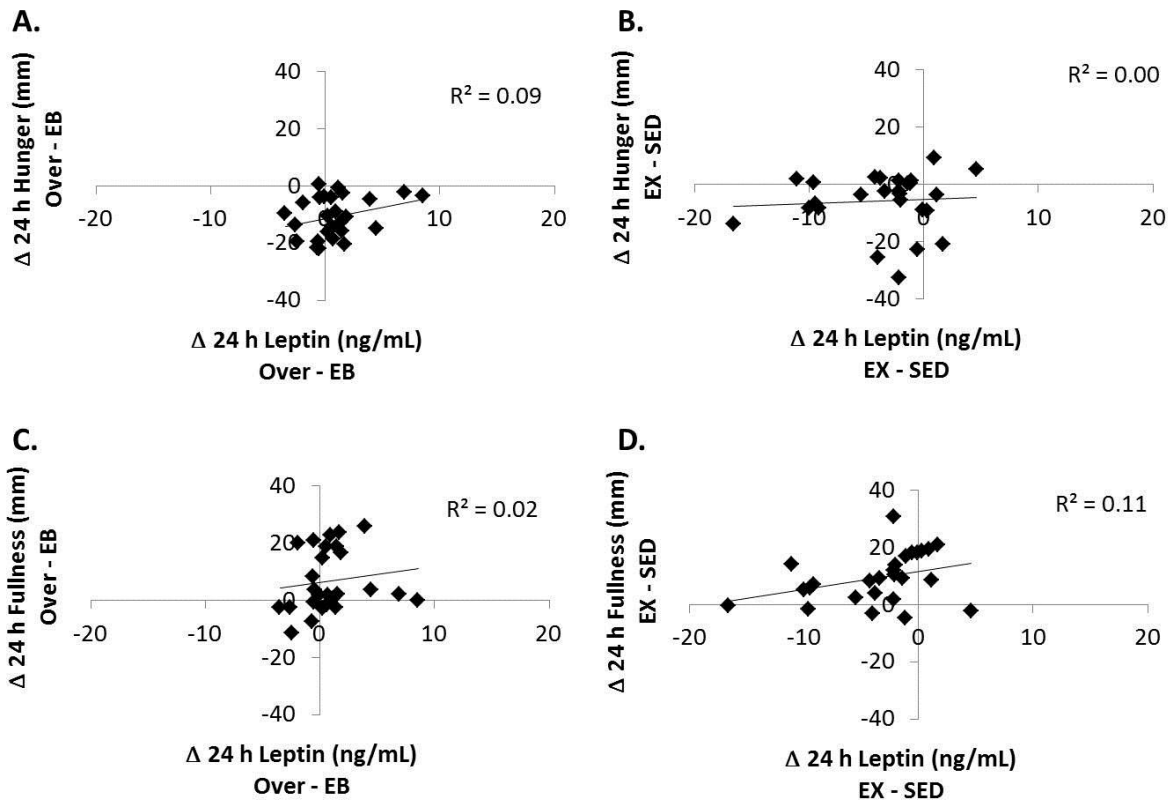 A.
Δ 24 h Hunger (mm)
Over - EB
40
20
0
-20
-40
-20
-10
0
10
20
R² = 0.09
Δ 24 h Leptin (ng/mL)
Over - EB
B.
Δ 24 h Hunger (mm)
EX - SED
40
20
0
-20
-40
-20
-10
0
10
20
R² = 0.00
Δ 24 h Leptin (ng/mL)
EX - SED
C.
Δ 24 h Fullness (mm)
Over - EB
40
20
0
-20
-40
-20
-10
0
10
20
R² = 0.02
Δ 24 h Leptin (ng/mL)
Over - EB
D.
Δ 24 h Fullness (mm)
EX - SED
40
20
0
-20
-40
-20
-10
0
10
20
R² = 0.11
Δ 24 h Leptin (ng/mL)
EX - SED